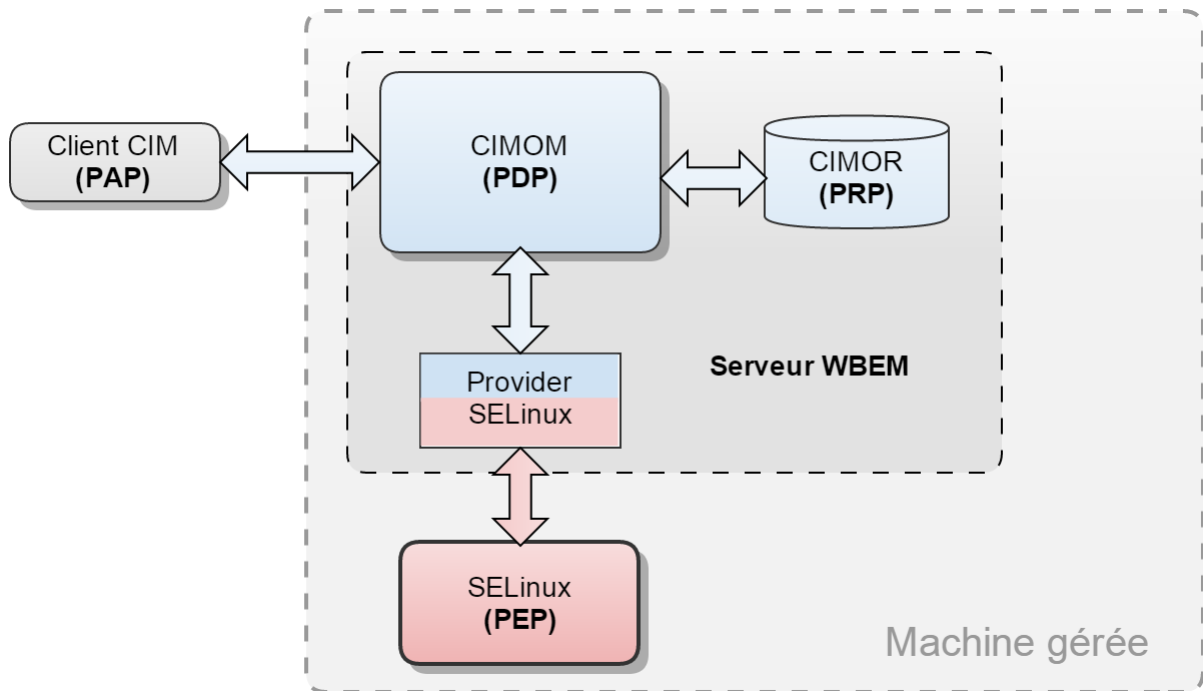 Client CIM
(PAP)
CIMOM
(PDP)
CIMOR
(PRP)
Provider
SELinux
Serveur WBEM
SELinux
(PEP)
Machine gérée